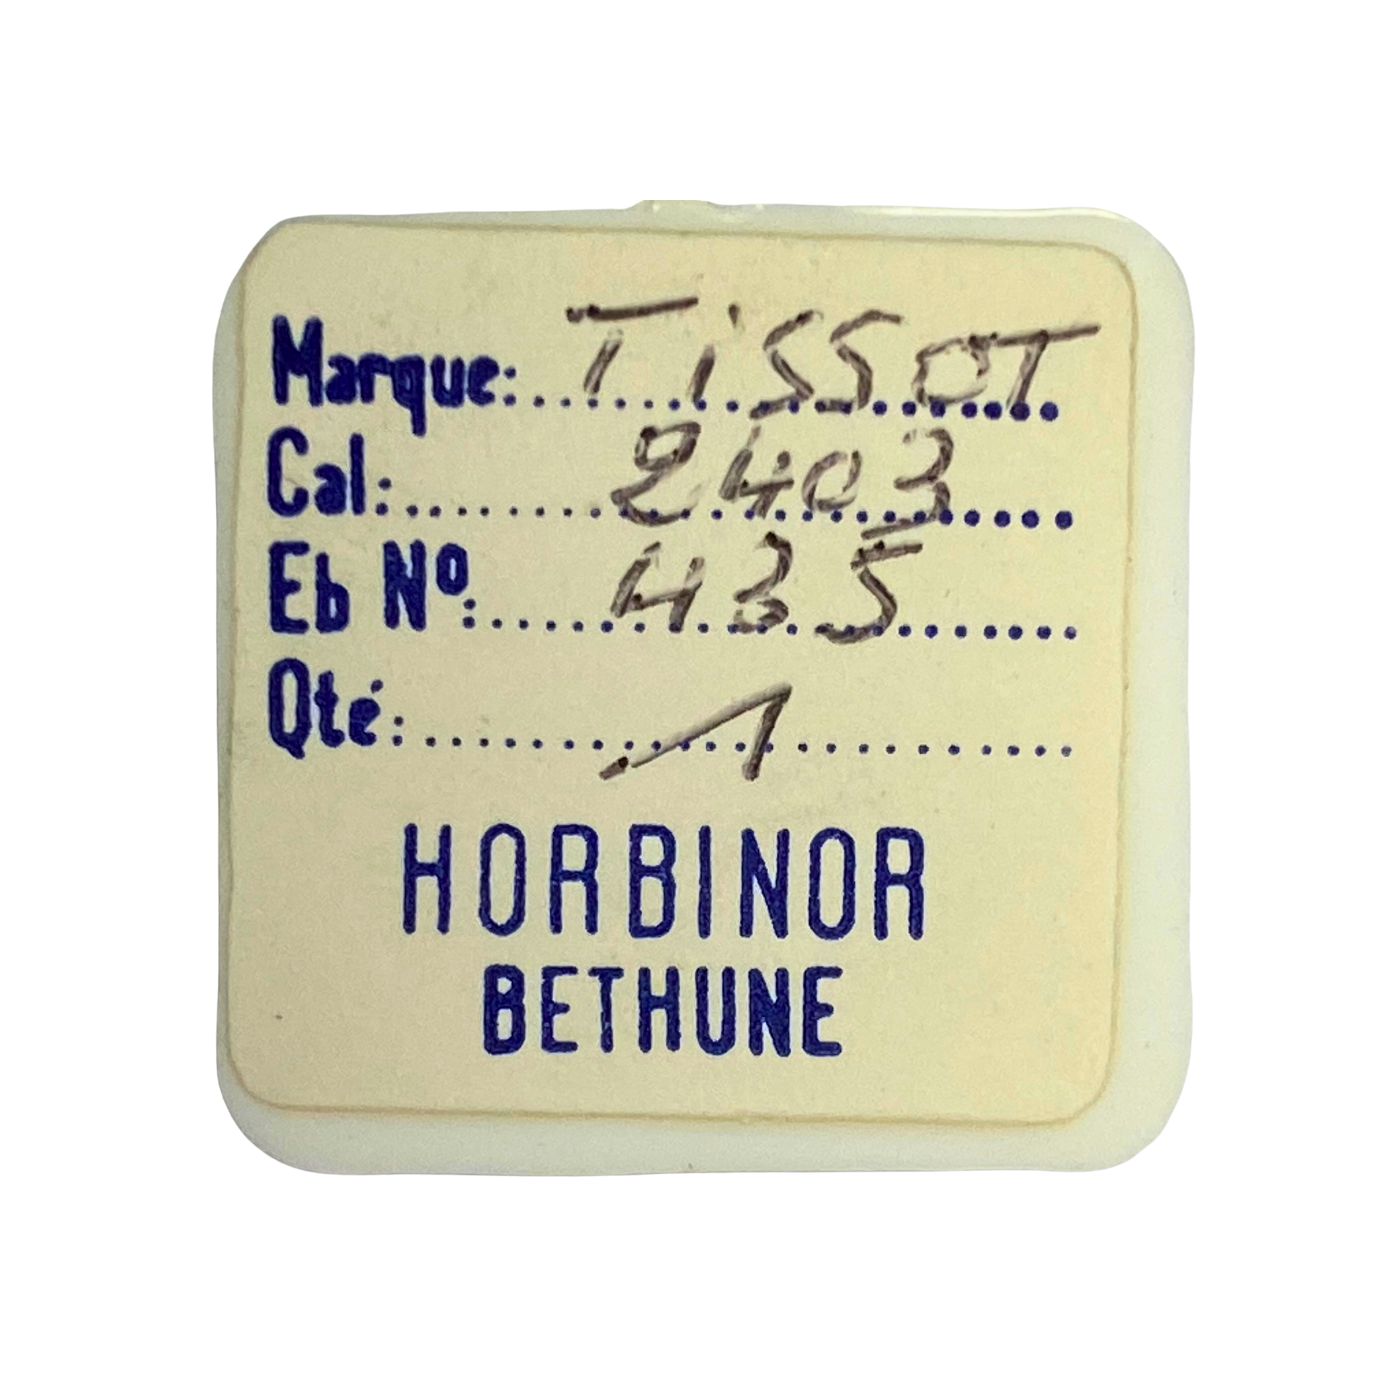 Marque: Tissot
Cal: 2403
Eb Nº: 435
Qté: 1
HORBINOR
BETHUNE